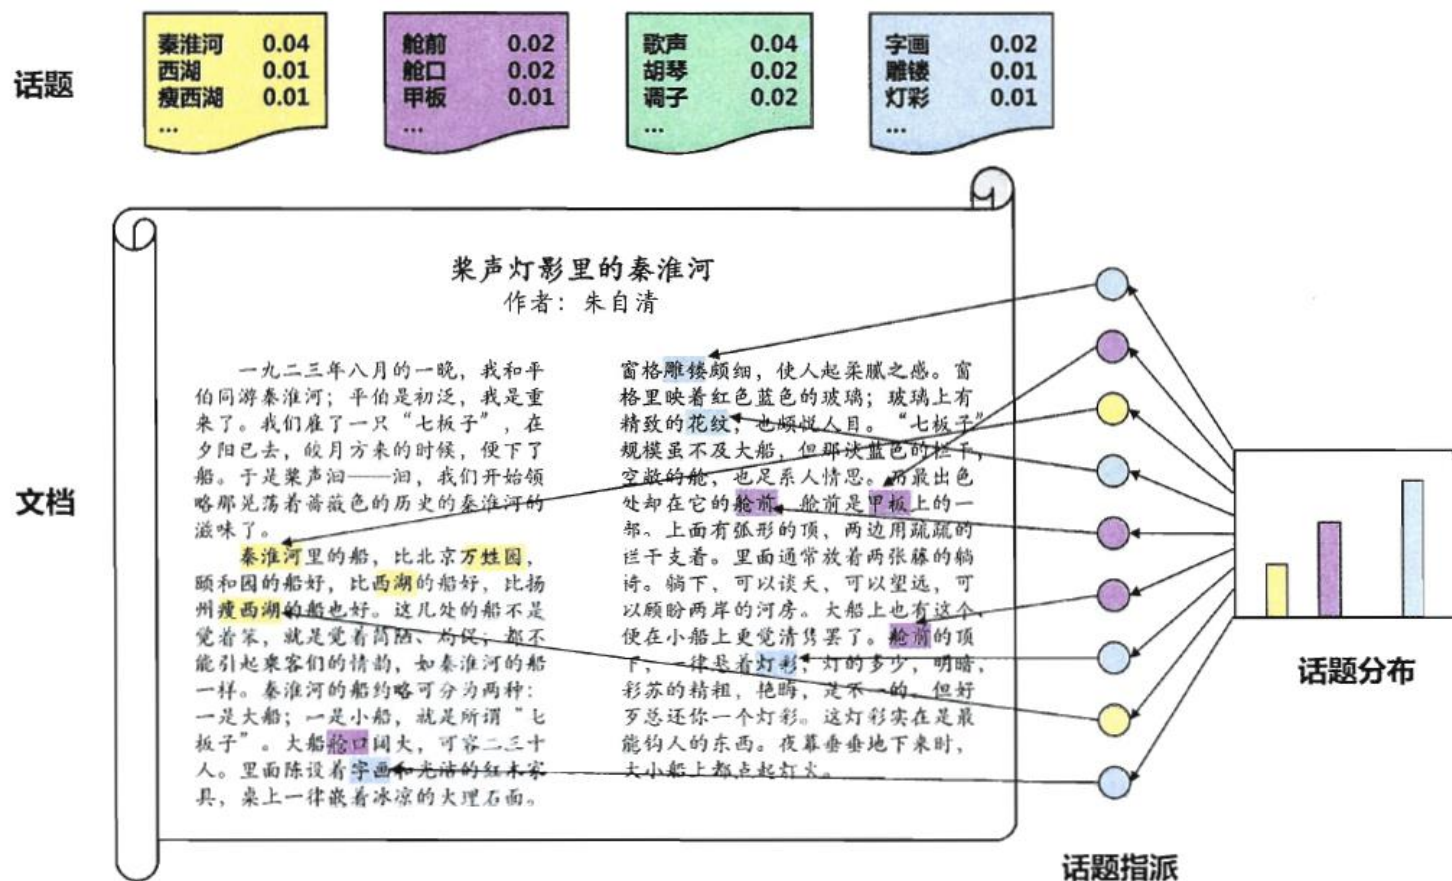 话题
秦淮河 0.04
西湖 0.01
瘦西湖 0.01
...
舱前 0.02
舱口 0.02
甲板 0.01
...
歌声 0.04
胡琴 0.02
调子 0.02
...
字画 0.02
雕镂 0.01
灯彩 0.01
...
文档
桨声灯影里的秦淮河
作者：朱自清
一九二三年八月的一晚，我和平
伯同游秦淮河；平伯是初泛，我是重
来了。我们雇了一只“七板子”，在
夕阳已去，皎月方来的时候，便下了
船。于是桨声汩——汩，我们开始领
略那晃荡着蔷薇色的历史的秦淮河的
滋味了。
秦淮河里的船，比北京万甡园，
颐和园的船好，比西湖的船好，比扬
州瘦西湖的船也好。这几处的船不是
觉着笨，就是觉着简陋、局促；都不
能引起乘客们的情韵，如秦淮河的船
一样。秦淮河的船约略可分为两种：
一是大船；一是小船，就是所谓“七
板子”。大船舱口阔大，可容二三十
人。里面陈设着字画和光洁的红木家
具，桌上一律嵌着冰凉的大理石面。
窗格雕镂颇细，使人起柔腻之感。窗
格里映着红色蓝色的玻璃；玻璃上有
精致的花纹，也颇悦人目。“七板子”
规模虽不及大船，但那淡蓝色的栏干，
空敞的舱，也足系人情思。而最出色
处却在它的舱前。舱前是甲板上的一
部。上面有弧形的顶，两边用疏疏的
栏干支着。里面通常放着两张藤的躺
椅。躺下，可以谈天，可以望远，可
以顾盼两岸的河房。大船上也有这个，
便在小船上更觉清隽罢了。舱前的顶
下，一律悬着灯彩；灯的多少，明暗，
彩苏的精粗，艳晦，是不一的。但好
歹总还你一个灯彩。这灯彩实在是最
能钩人的东西。夜幕垂垂地下来时，
大小船上都点起灯火。
话题分布
话题指派